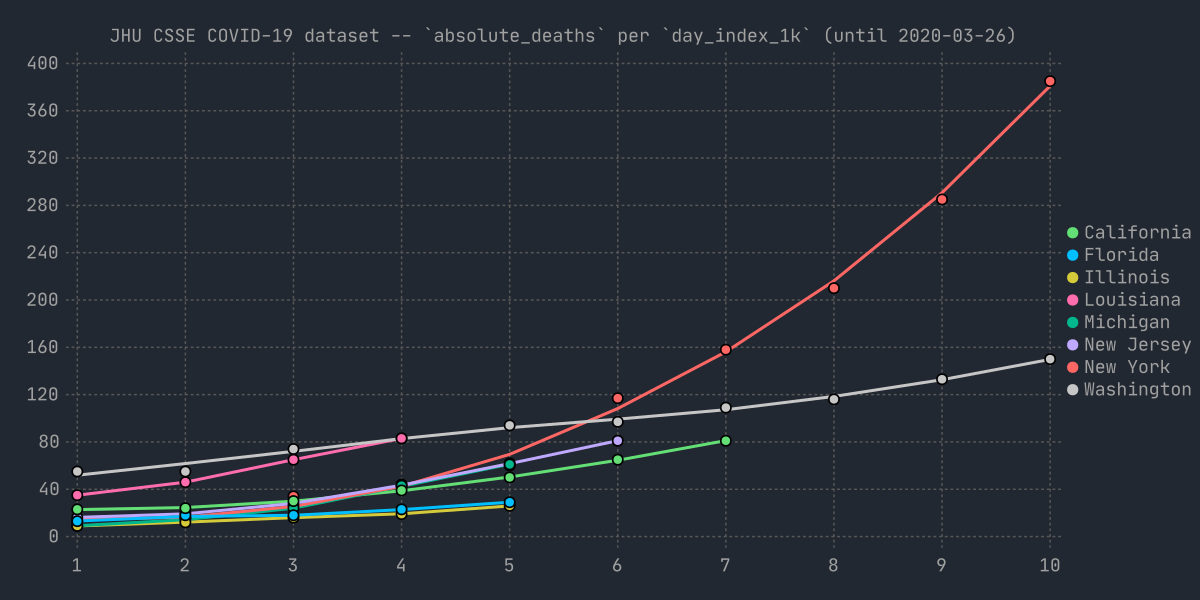 JHU CSSE COVID-19 dataset -- `absolute_deaths` per `day_index_1k` (until 2020-03-26)
400
360
320
280
240
200
160
120
80
40
0
1 2 3 4 5 6 7 8 9 10
California
Florida
Illinois
Louisiana
Michigan
New Jersey
New York
Washington